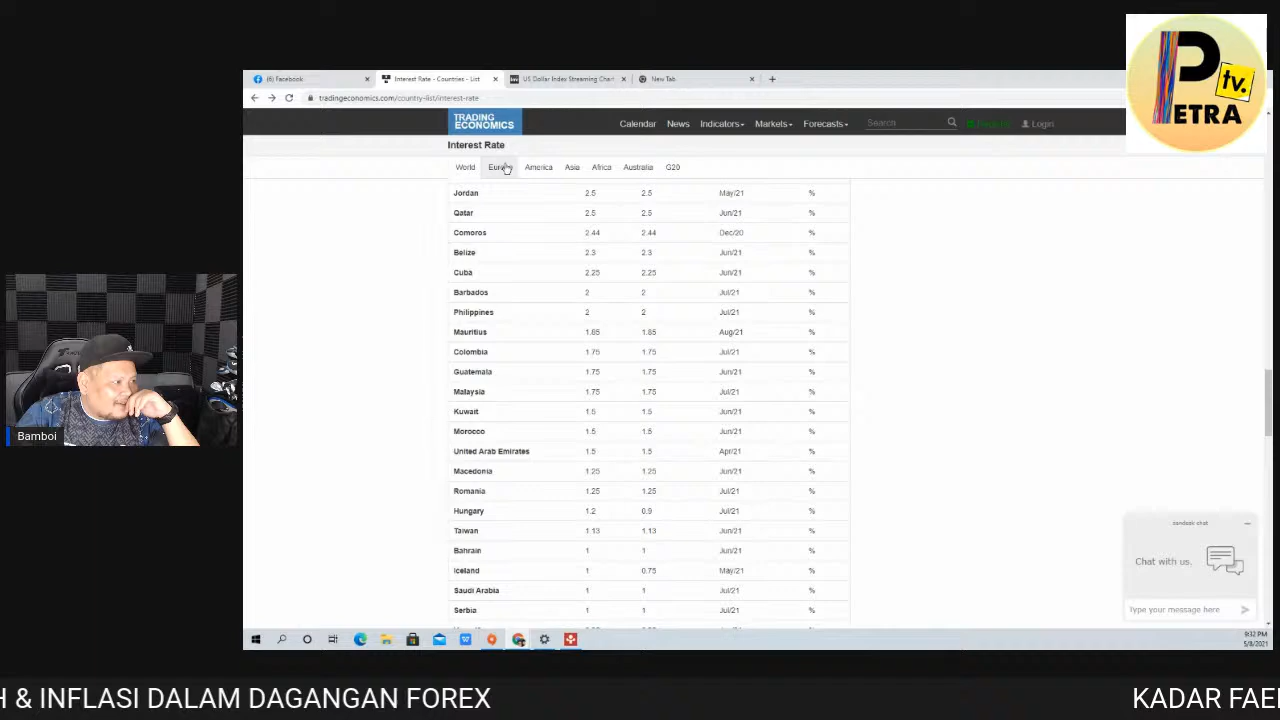 PETRA tv.
(6) Facebook
Interest Rate - Countries - List
US Dollar Index Streaming Chart
New Tab
tradingeconomics.com/country-list/interest-rate
TRADING ECONOMICS
Calendar News Indicators Markets Forecasts Search Login
Interest Rate
World Europe America Asia Africa Australia G20
Jordan 2.5 2.5 May/21 %
Qatar 2.5 2.5 Jun/21 %
Comoros 2.44 2.44 Dec/20 %
Belize 2.3 2.3 Jun/21 %
Cuba 2.25 2.25 Jun/21 %
Barbados 2 2 Jul/21 %
Philippines 2 2 Jul/21 %
Mauritius 1.85 1.85 Aug/21 %
Colombia 1.75 1.75 Jul/21 %
Guatemala 1.75 1.75 Jun/21 %
Malaysia 1.75 1.75 Jul/21 %
Kuwait 1.5 1.5 Jun/21 %
Morocco 1.5 1.5 Jun/21 %
United Arab Emirates 1.5 1.5 Apr/21 %
Macedonia 1.25 1.25 Jun/21 %
Romania 1.25 1.25 Jul/21 %
Hungary 1.2 0.9 Jul/21 %
Taiwan 1.13 1.13 Jun/21 %
Bahrain 1 1 Jun/21 %
Iceland 1 0.75 May/21 %
Saudi Arabia 1 1 Jul/21 %
Serbia 1 1 Jul/21 %
Bamboi
zendesk chat
Chat with us.
Type your message here
9:32 PM
5/8/2021
H & INFLASI DALAM DAGANGAN FOREX KADAR FAE